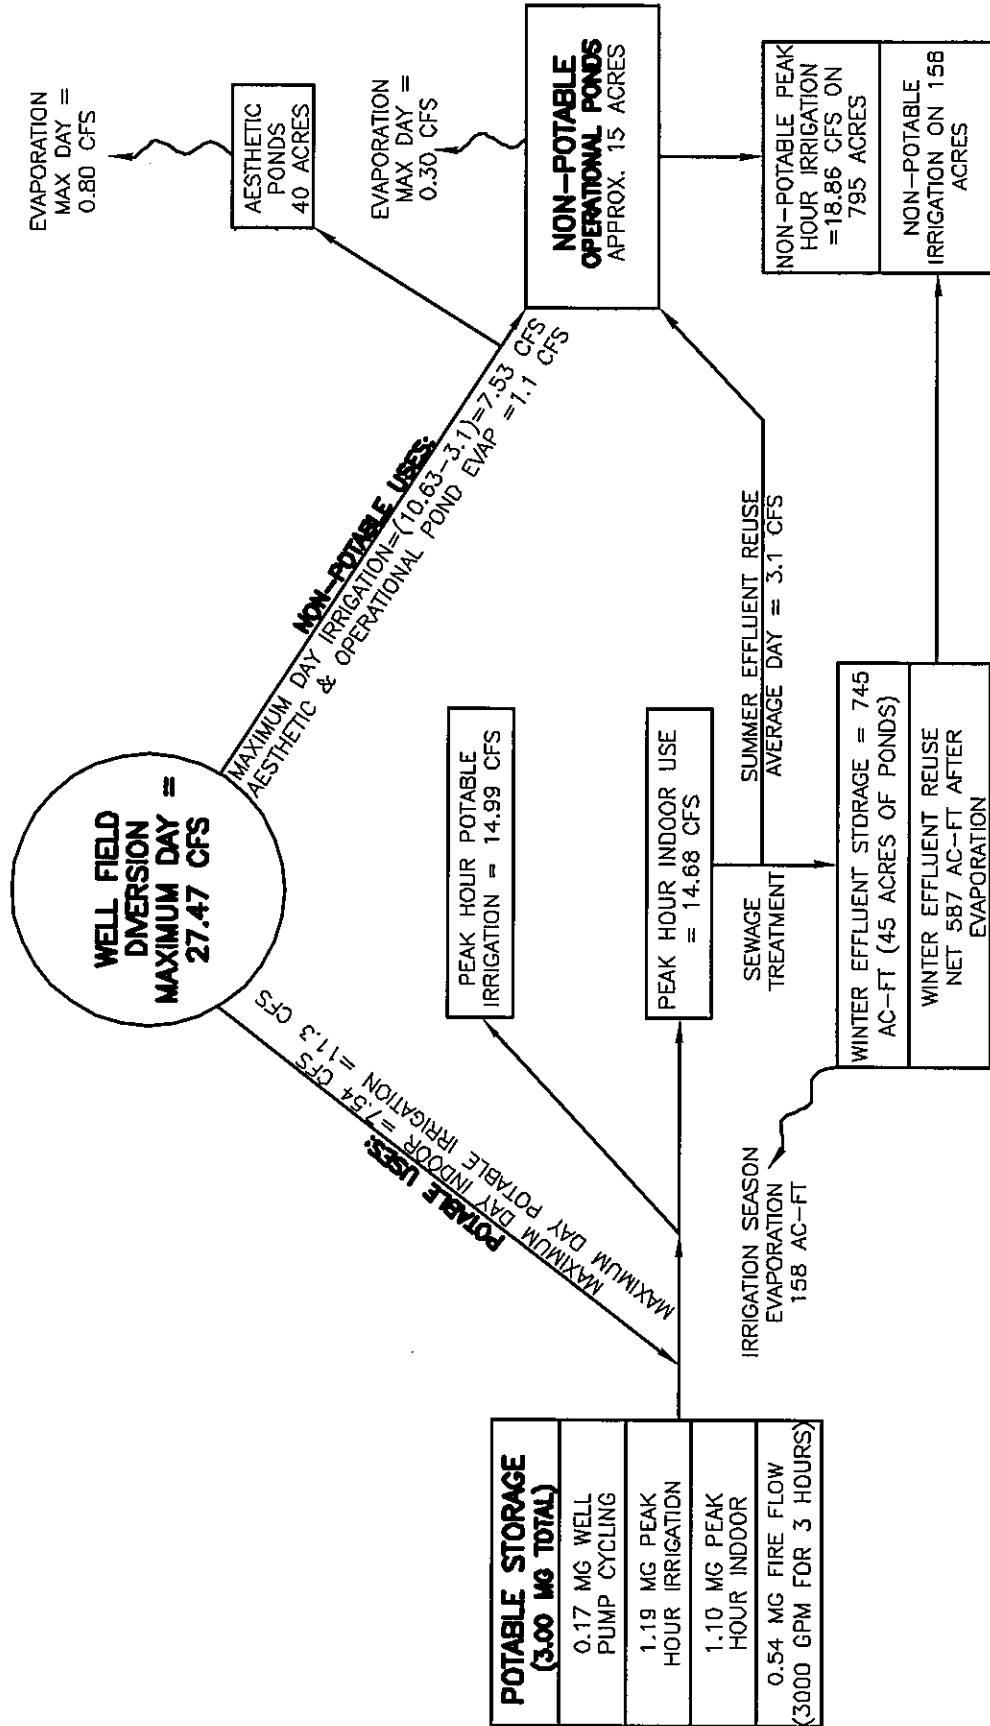 WELL FIELD
DIVERSION
MAXIMUM DAY =
27.47 CFS
POTABLE USES:
MAXIMUM DAY INDOOR =7.54 CFS
MAXIMUM DAY POTABLE IRRIGATION =11.3 CFS
NON-POTABLE USES:
MAXIMUM DAY IRRIGATION=(10.63-3.1)=7.53 CFS
AESTHETIC & OPERATIONAL POND EVAP =1.1 CFS
EVAPORATION
MAX DAY =
0.80 CFS
AESTHETIC
PONDS
40 ACRES
EVAPORATION
MAX DAY =
0.30 CFS
NON-POTABLE
OPERATIONAL PONDS
APPROX. 15 ACRES
NON-POTABLE PEAK
HOUR IRRIGATION
=18.86 CFS ON
795 ACRES
NON-POTABLE
IRRIGATION ON 158
ACRES
PEAK HOUR POTABLE
IRRIGATION = 14.99 CFS
PEAK HOUR INDOOR USE
= 14.68 CFS
SEWAGE
TREATMENT
SUMMER EFFLUENT REUSE
AVERAGE DAY = 3.1 CFS
WINTER EFFLUENT STORAGE = 745
AC-FT (45 ACRES OF PONDS)
WINTER EFFLUENT REUSE
NET 587 AC-FT AFTER
EVAPORATION
IRRIGATION SEASON
EVAPORATION
158 AC-FT
POTABLE STORAGE
(3.00 MG TOTAL)
0.17 MG WELL
PUMP CYCLING
1.19 MG PEAK
HOUR IRRIGATION
1.10 MG PEAK
HOUR INDOOR
0.54 MG FIRE FLOW
(3000 GPM FOR 3 HOURS)